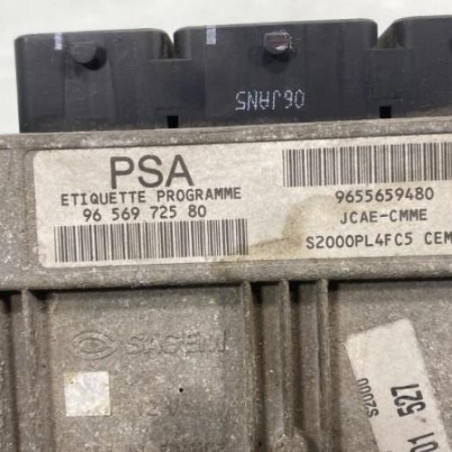 06JAN5
PSA
ETIQUETTE PROGRAMME
96 569 725 80
9655659480
JCAE-CMME
S2000PL4FC5 CEM
SAGEM
S2000
01 527